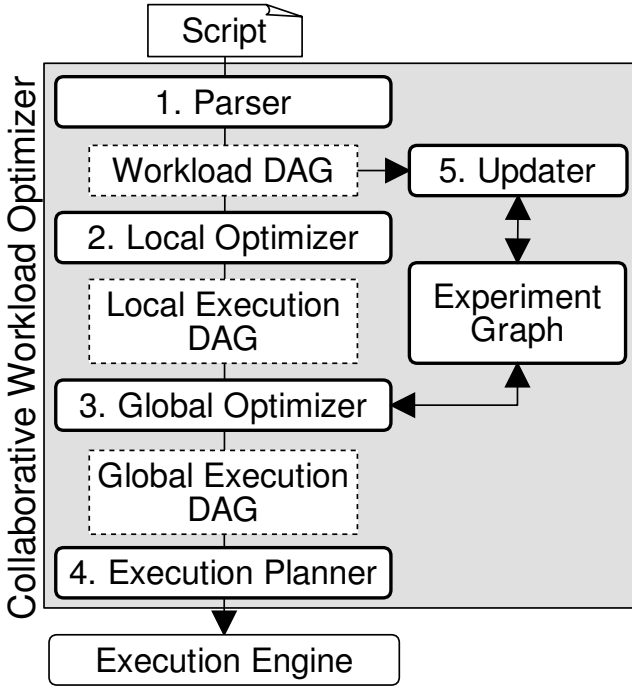 Script
Collaborative Workload Optimizer
1. Parser
Workload DAG
5. Updater
2. Local Optimizer
Local Execution
DAG
Experiment
Graph
3. Global Optimizer
Global Execution
DAG
4. Execution Planner
Execution Engine